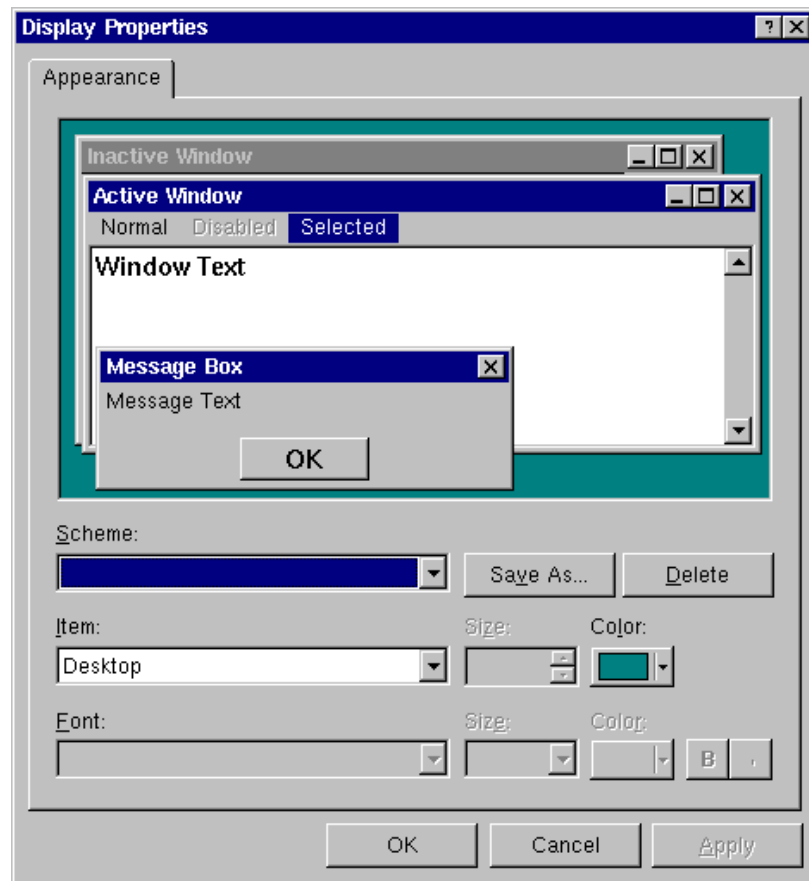 Display Properties
Appearance
Inactive Window
Active Window
Normal Disabled Selected
Window Text
Message Box
Message Text
OK
Scheme:
Save As... Delete
Item: Size: Color:
Desktop
Font: Size: Color:
B
OK Cancel Apply